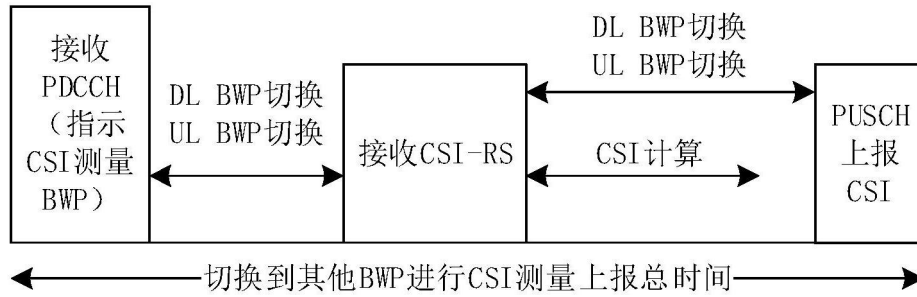 接收
PDCCH
（指示
CSI测量
BWP）
DL BWP切换
UL BWP切换
接收CSI-RS
DL BWP切换
UL BWP切换
CSI计算
PUSCH
上报
CSI
切换到其他BWP进行CSI测量上报总时间